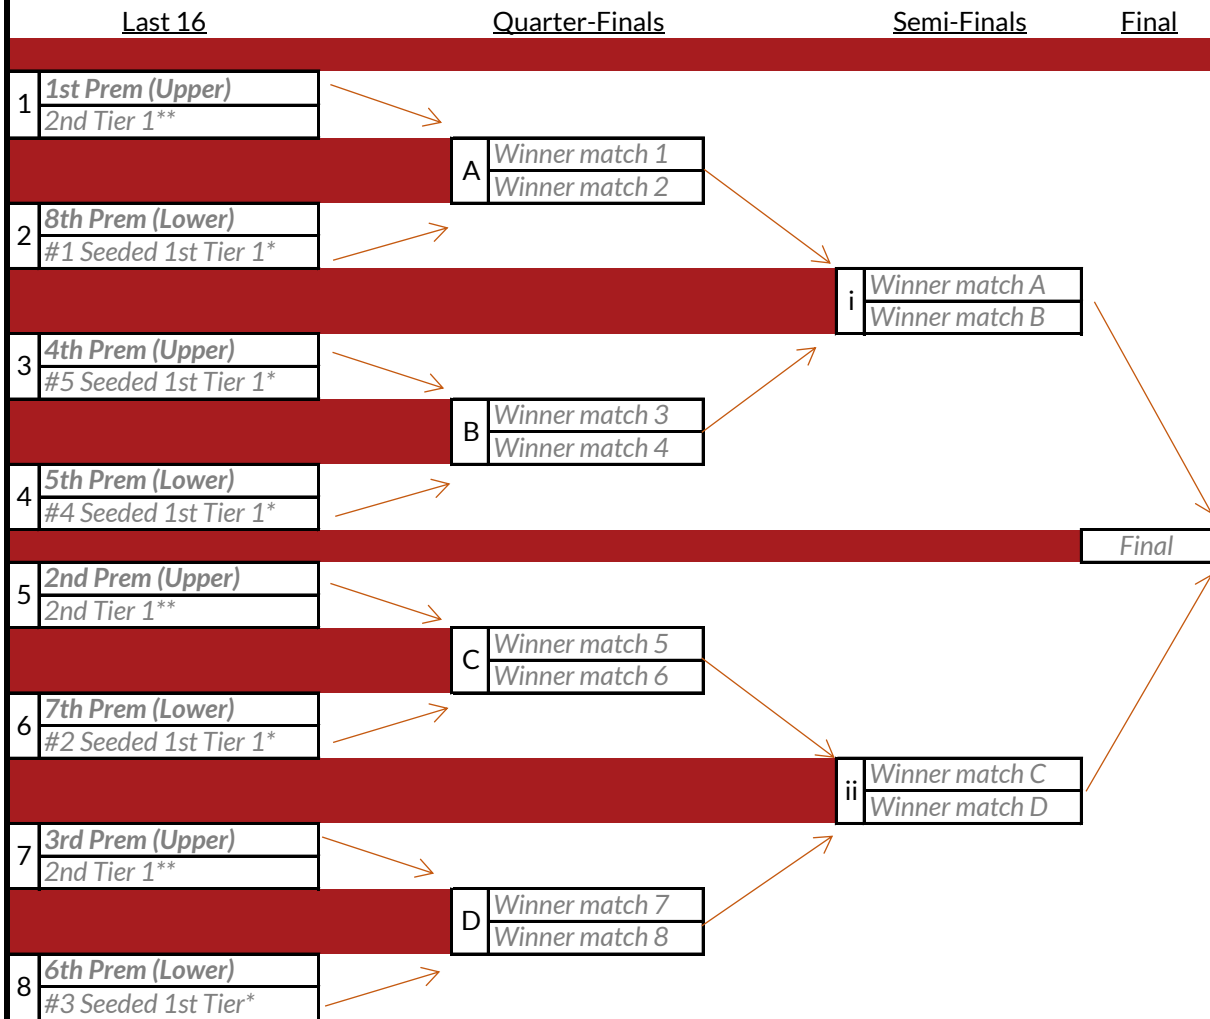 Last 16 Quarter-Finals Semi-Finals Final
1 1st Prem (Upper)
2nd Tier 1**
A Winner match 1
Winner match 2
2 8th Prem (Lower)
#1 Seeded 1st Tier 1*
i Winner match A
Winner match B
3 4th Prem (Upper)
#5 Seeded 1st Tier 1*
B Winner match 3
Winner match 4
4 5th Prem (Lower)
#4 Seeded 1st Tier 1*
Final
5 2nd Prem (Upper)
2nd Tier 1**
C Winner match 5
Winner match 6
6 7th Prem (Lower)
#2 Seeded 1st Tier 1*
ii Winner match C
Winner match D
7 3rd Prem (Upper)
2nd Tier 1**
D Winner match 7
Winner match 8
8 6th Prem (Lower)
#3 Seeded 1st Tier*